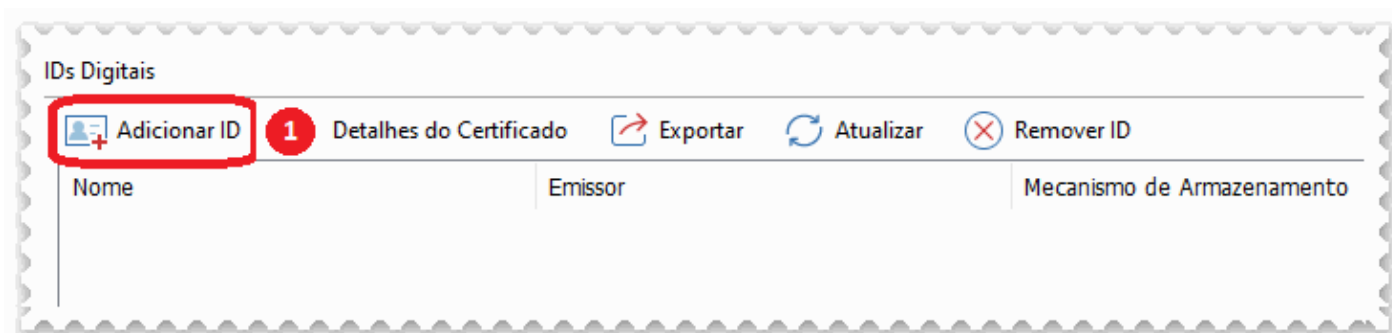 IDs Digitais
Adicionar ID 1 Detalhes do Certificado Exportar Atualizar Remover ID
Nome Emissor Mecanismo de Armazenamento